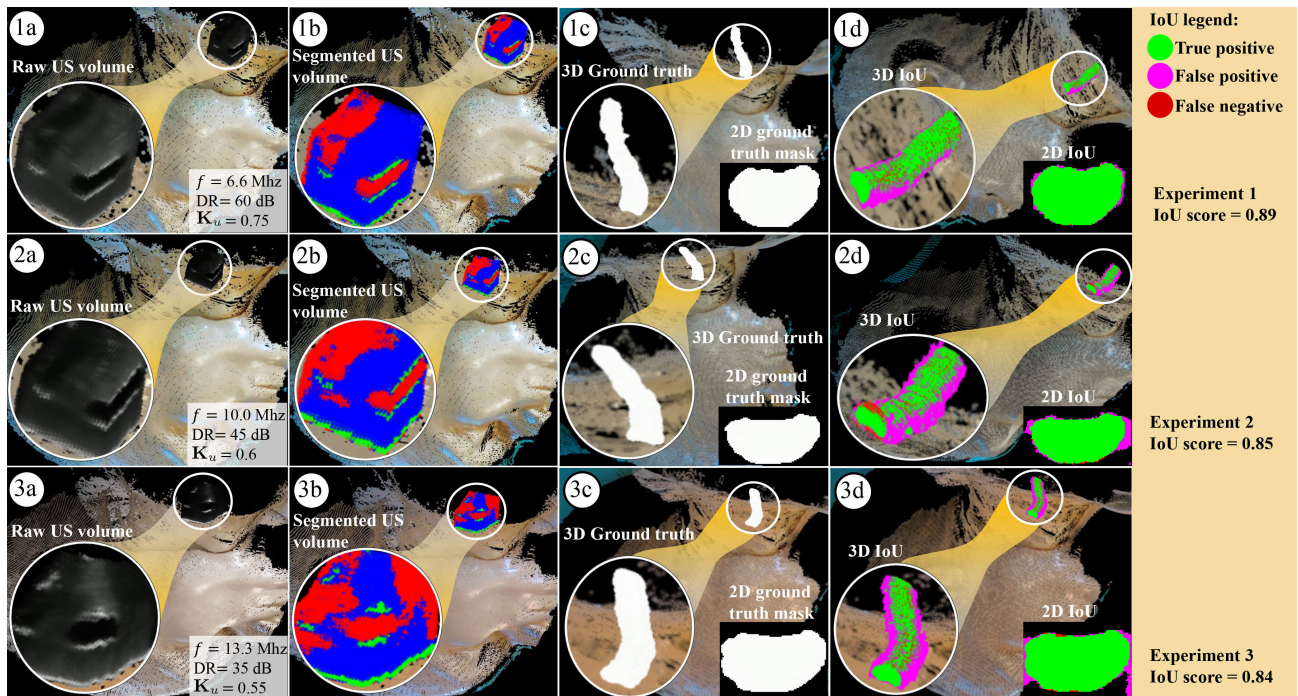 1a
Raw US volume
f = 6.6 Mhz
DR= 60 dB
K_u = 0.75
1b
Segmented US
volume
1c
3D Ground truth
2D ground
truth mask
1d
3D IoU
2D IoU
IoU legend:
True positive
False positive
False negative
Experiment 1
IoU score = 0.89
2a
Raw US volume
f = 10.0 Mhz
DR= 45 dB
K_u = 0.6
2b
Segmented US
volume
2c
3D Ground truth
2D ground
truth mask
2d
3D IoU
2D IoU
Experiment 2
IoU score = 0.85
3a
Raw US volume
f = 13.3 Mhz
DR= 35 dB
K_u = 0.55
3b
Segmented US
volume
3c
3D Ground truth
2D ground
truth mask
3d
3D IoU
2D IoU
Experiment 3
IoU score = 0.84